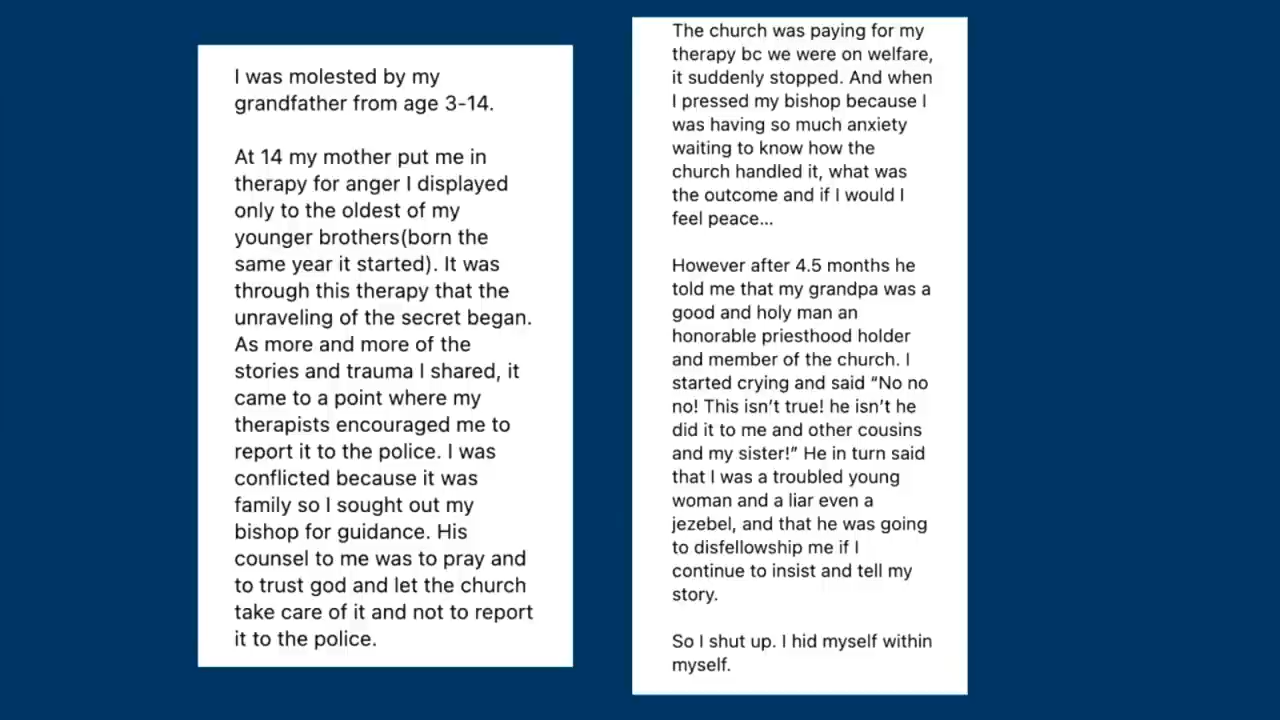 I was molested by my
grandfather from age 3-14.
At 14 my mother put me in
therapy for anger I displayed
only to the oldest of my
younger brothers(born the
same year it started). It was
through this therapy that the
unraveling of the secret began.
As more and more of the
stories and trauma I shared, it
came to a point where my
therapists encouraged me to
report it to the police. I was
conflicted because it was
family so I sought out my
bishop for guidance. His
counsel to me was to pray and
to trust god and let the church
take care of it and not to report
it to the police.
The church was paying for my
therapy bc we were on welfare,
it suddenly stopped. And when
I pressed my bishop because I
was having so much anxiety
waiting to know how the
church handled it, what was
the outcome and if I would I
feel peace...
However after 4.5 months he
told me that my grandpa was a
good and holy man an
honorable priesthood holder
and member of the church. I
started crying and said “No no
no! This isn’t true! he isn’t he
did it to me and other cousins
and my sister!” He in turn said
that I was a troubled young
woman and a liar even a
jezebel, and that he was going
to disfellowship me if I
continue to insist and tell my
story.
So I shut up. I hid myself within
myself.